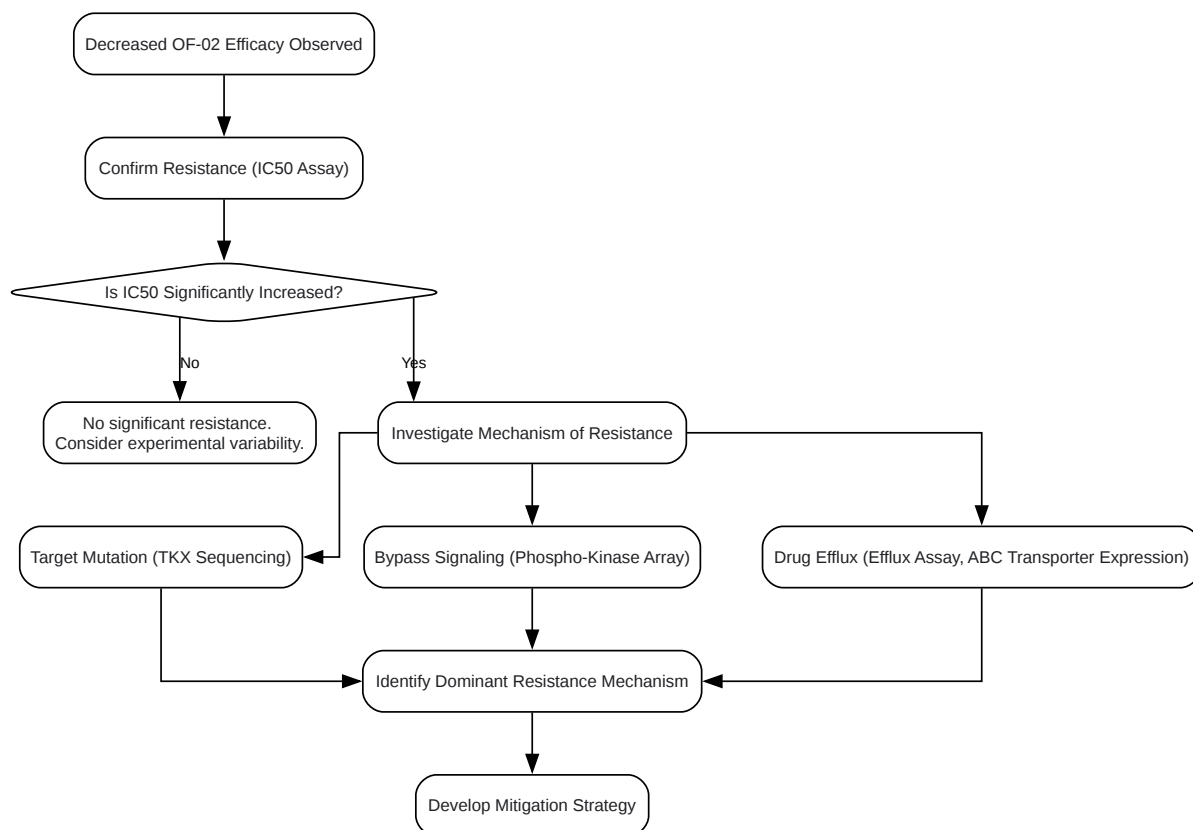 Decreased OF-02 Efficacy Observed
Confirm Resistance (IC50 Assay)
Is IC50 Significantly Increased?
No
Yes
No significant resistance.
Consider experimental variability.
Investigate Mechanism of Resistance
Target Mutation (TKX Sequencing)
Bypass Signaling (Phospho-Kinase Array)
Drug Efflux (Efflux Assay, ABC Transporter Expression)
Identify Dominant Resistance Mechanism
Develop Mitigation Strategy